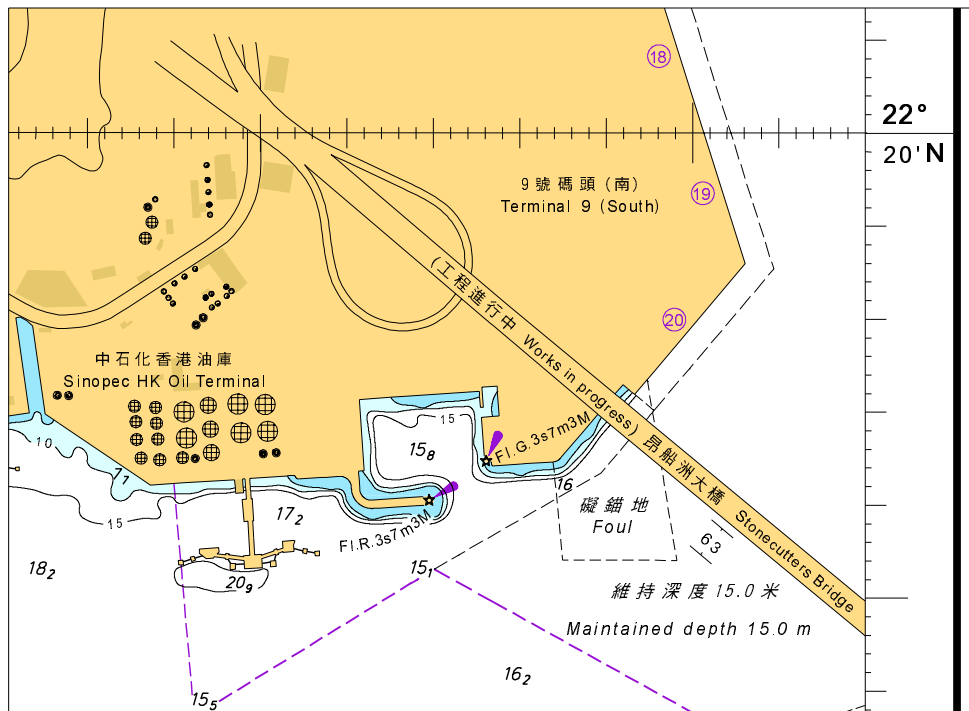 18
22°
20' N
9號碼頭 (南)
Terminal 9 (South)
19
20
(工程進行中 Works in progress) 昂船洲大橋 Stonecutters Bridge
中石化香港油庫
Sinopec HK Oil Terminal
15
15₈
Fl.G.3s7m3M
10
7₁
16
15
17₂
Fl.R.3s7m3M
礙錨地
Foul
63
18₂
20₉
15₁
維持深度 15.0 米
Maintained depth 15.0 m
16₂
15₅